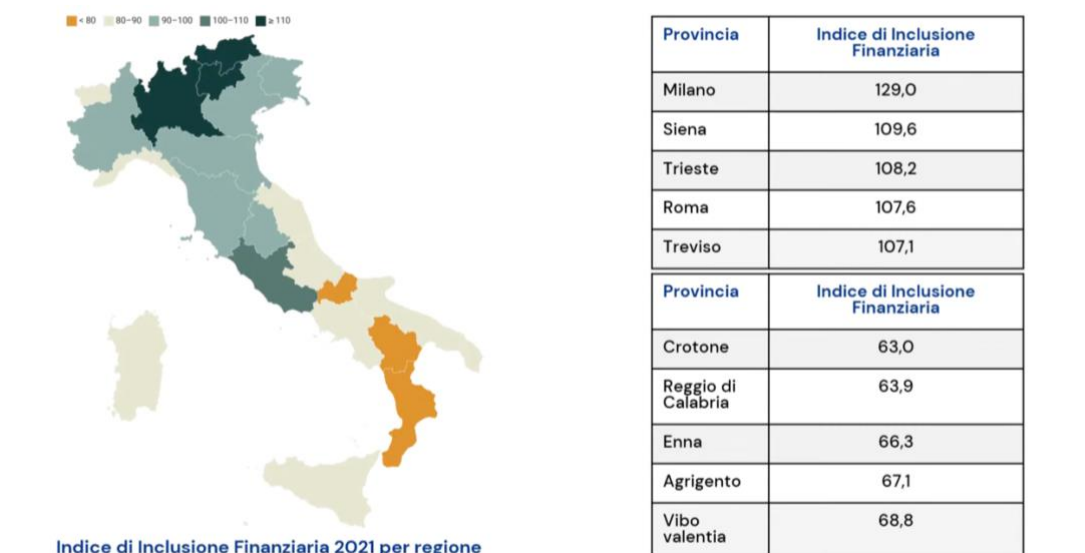 < 80 80–90 90–100 100–110 ≥ 110
Provincia Indice di Inclusione
Finanziaria
Milano 129,0
Siena 109,6
Trieste 108,2
Roma 107,6
Treviso 107,1
Provincia Indice di Inclusione
Finanziaria
Crotone 63,0
Reggio di 63,9
Calabria
Enna 66,3
Agrigento 67,1
Vibo 68,8
valentia
Indice di Inclusione Finanziaria 2021 per regione